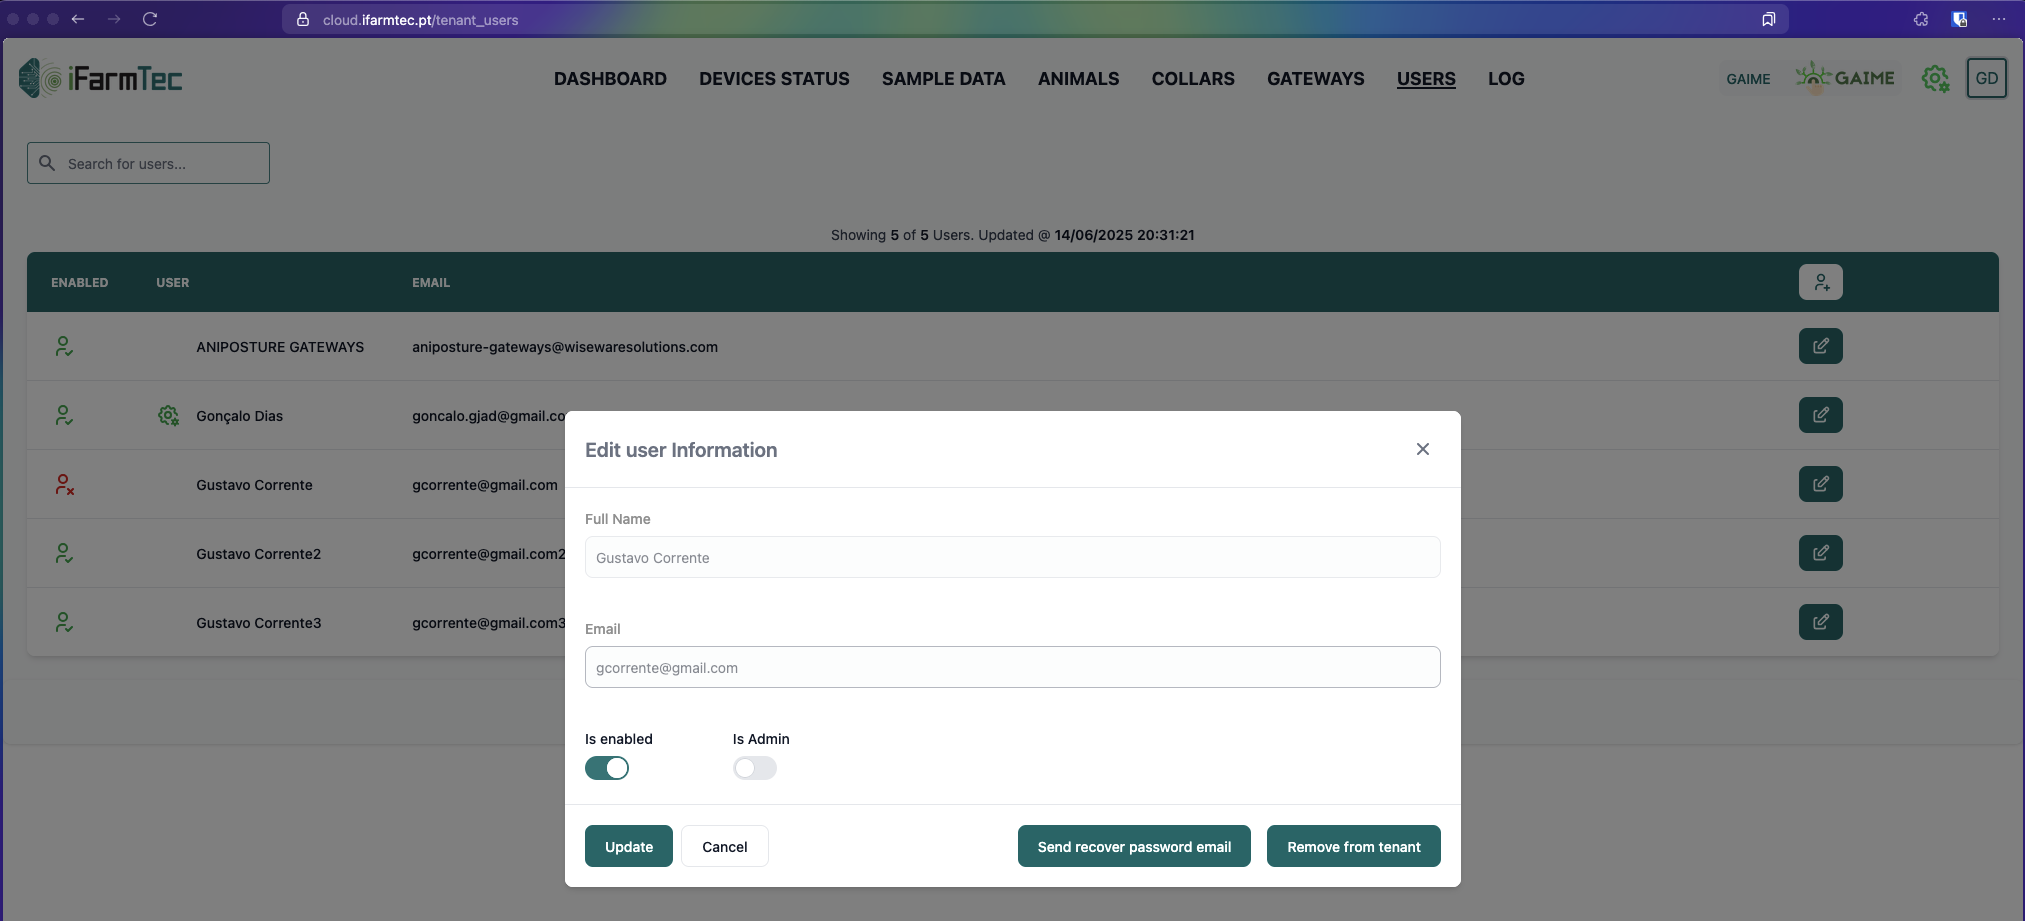 cloud.ifarmtec.pt/tenant_users
iFarmTec
DASHBOARD DEVICES STATUS SAMPLE DATA ANIMALS COLLARS GATEWAYS USERS LOG
GAIME GAIME GD
Search for users...
Showing 5 of 5 Users. Updated @ 14/06/2025 20:31:21
ENABLED USER EMAIL
ANIPOSTURE GATEWAYS aniposture-gateways@wisewaresolutions.com
Gonçalo Dias goncalo.gjad@gmail.co
Gustavo Corrente gcorrente@gmail.com
Gustavo Corrente2 gcorrente@gmail.com2
Gustavo Corrente3 gcorrente@gmail.com3
Edit user Information
Full Name
Gustavo Corrente
Email
gcorrente@gmail.com
Is enabled Is Admin
Update Cancel Send recover password email Remove from tenant